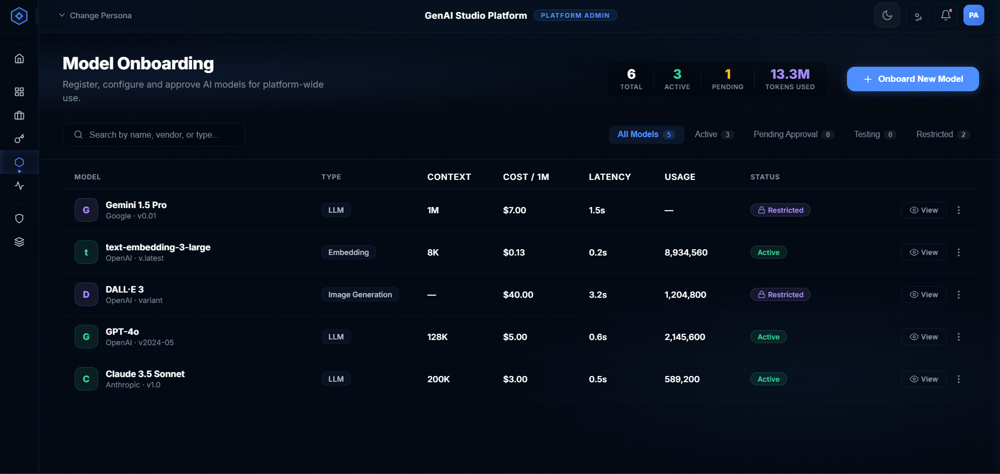 Change Persona
GenAI Studio Platform PLATFORM ADMIN
PA
Model Onboarding
Register, configure and approve AI models for platform-wide
use.
6 3 1 13.3M
TOTAL ACTIVE PENDING TOKENS USED
+ Onboard New Model
Search by name, vendor, or type...
All Models 5 Active 3 Pending Approval 0 Testing 0 Restricted 2
MODEL TYPE CONTEXT COST / 1M LATENCY USAGE STATUS
G Gemini 1.5 Pro LLM 1M $7.00 1.5s — Restricted View
Google · v0.01
t text-embedding-3-large Embedding 8K $0.13 0.2s 8,934,560 Active View
OpenAI · v.latest
D DALL·E 3 Image Generation — $40.00 3.2s 1,204,800 Restricted View
OpenAI · variant
G GPT-4o LLM 128K $5.00 0.6s 2,145,600 Active View
OpenAI · v2024-05
C Claude 3.5 Sonnet LLM 200K $3.00 0.5s 589,200 Active View
Anthropic · v1.0